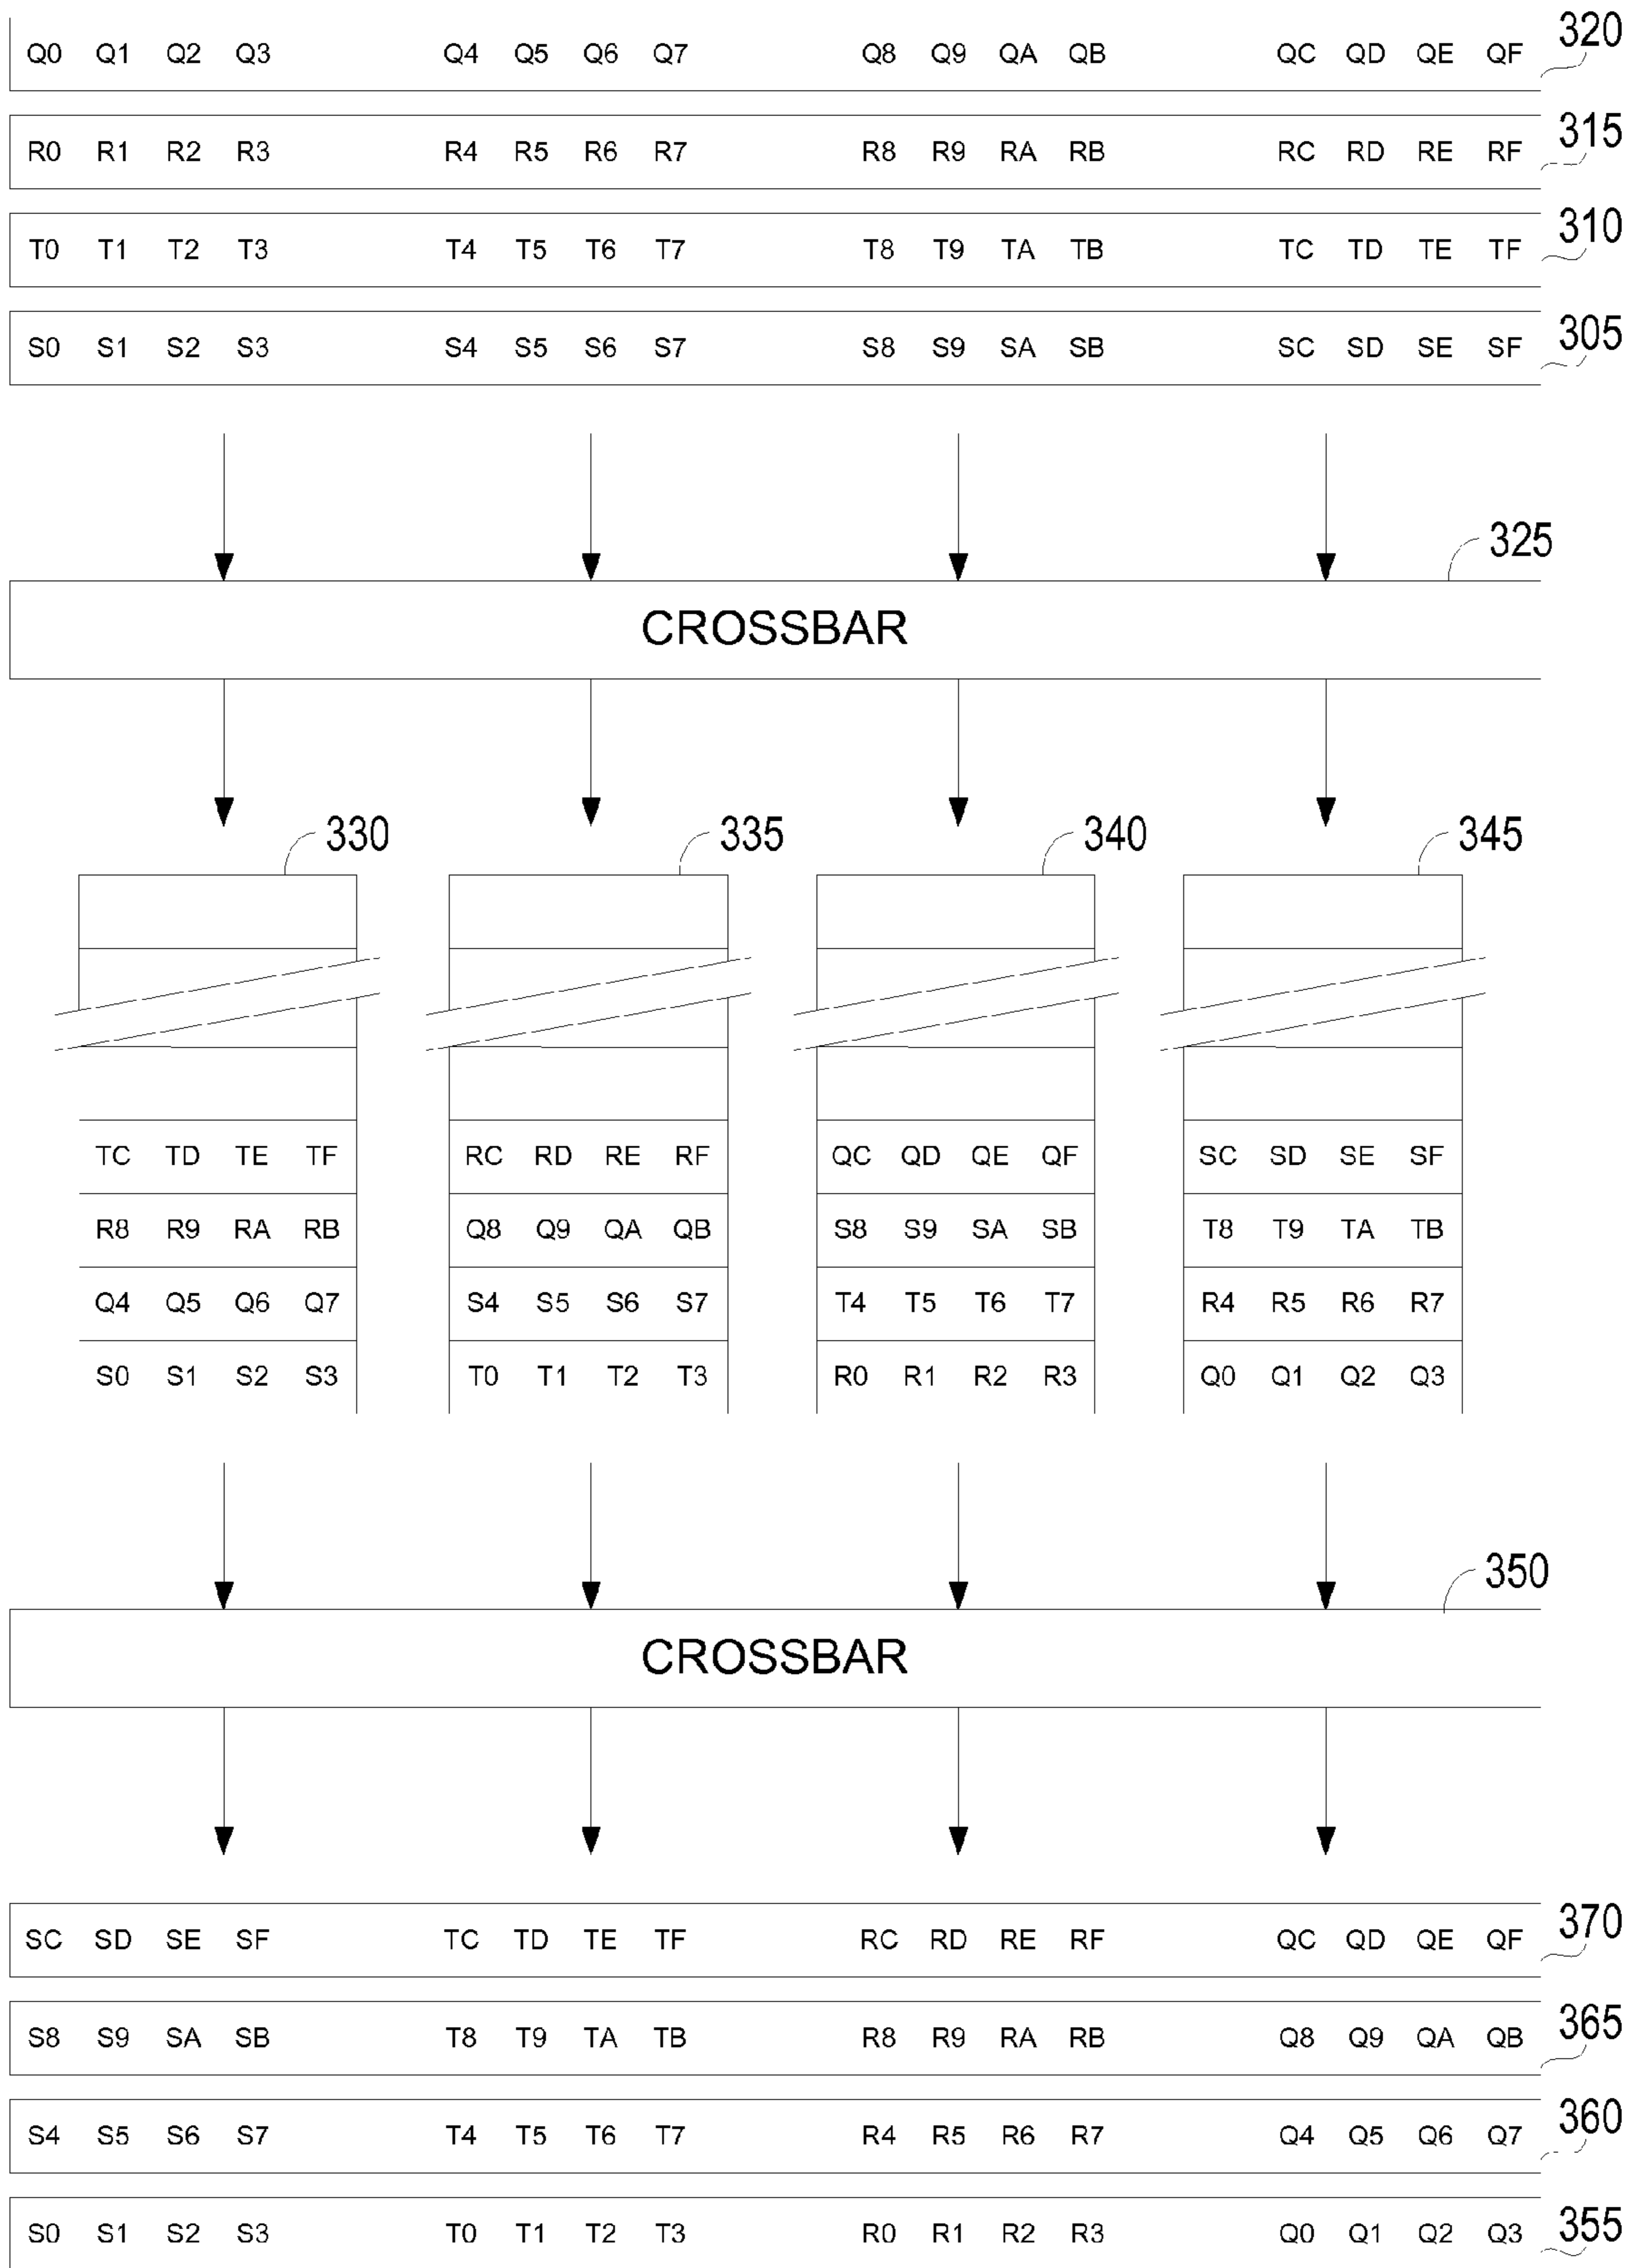 Q0 Q1 Q2 Q3 Q4 Q5 Q6 Q7 Q8 Q9 QA QB QC QD QE QF 320
R0 R1 R2 R3 R4 R5 R6 R7 R8 R9 RA RB RC RD RE RF 315
T0 T1 T2 T3 T4 T5 T6 T7 T8 T9 TA TB TC TD TE TF 310
S0 S1 S2 S3 S4 S5 S6 S7 S8 S9 SA SB SC SD SE SF 305
325
CROSSBAR
330 335 340 345
TC TD TE TF RC RD RE RF QC QD QE QF SC SD SE SF
R8 R9 RA RB Q8 Q9 QA QB S8 S9 SA SB T8 T9 TA TB
Q4 Q5 Q6 Q7 S4 S5 S6 S7 T4 T5 T6 T7 R4 R5 R6 R7
S0 S1 S2 S3 T0 T1 T2 T3 R0 R1 R2 R3 Q0 Q1 Q2 Q3
350
CROSSBAR
SC SD SE SF TC TD TE TF RC RD RE RF QC QD QE QF 370
S8 S9 SA SB T8 T9 TA TB R8 R9 RA RB Q8 Q9 QA QB 365
S4 S5 S6 S7 T4 T5 T6 T7 R4 R5 R6 R7 Q4 Q5 Q6 Q7 360
S0 S1 S2 S3 T0 T1 T2 T3 R0 R1 R2 R3 Q0 Q1 Q2 Q3 355